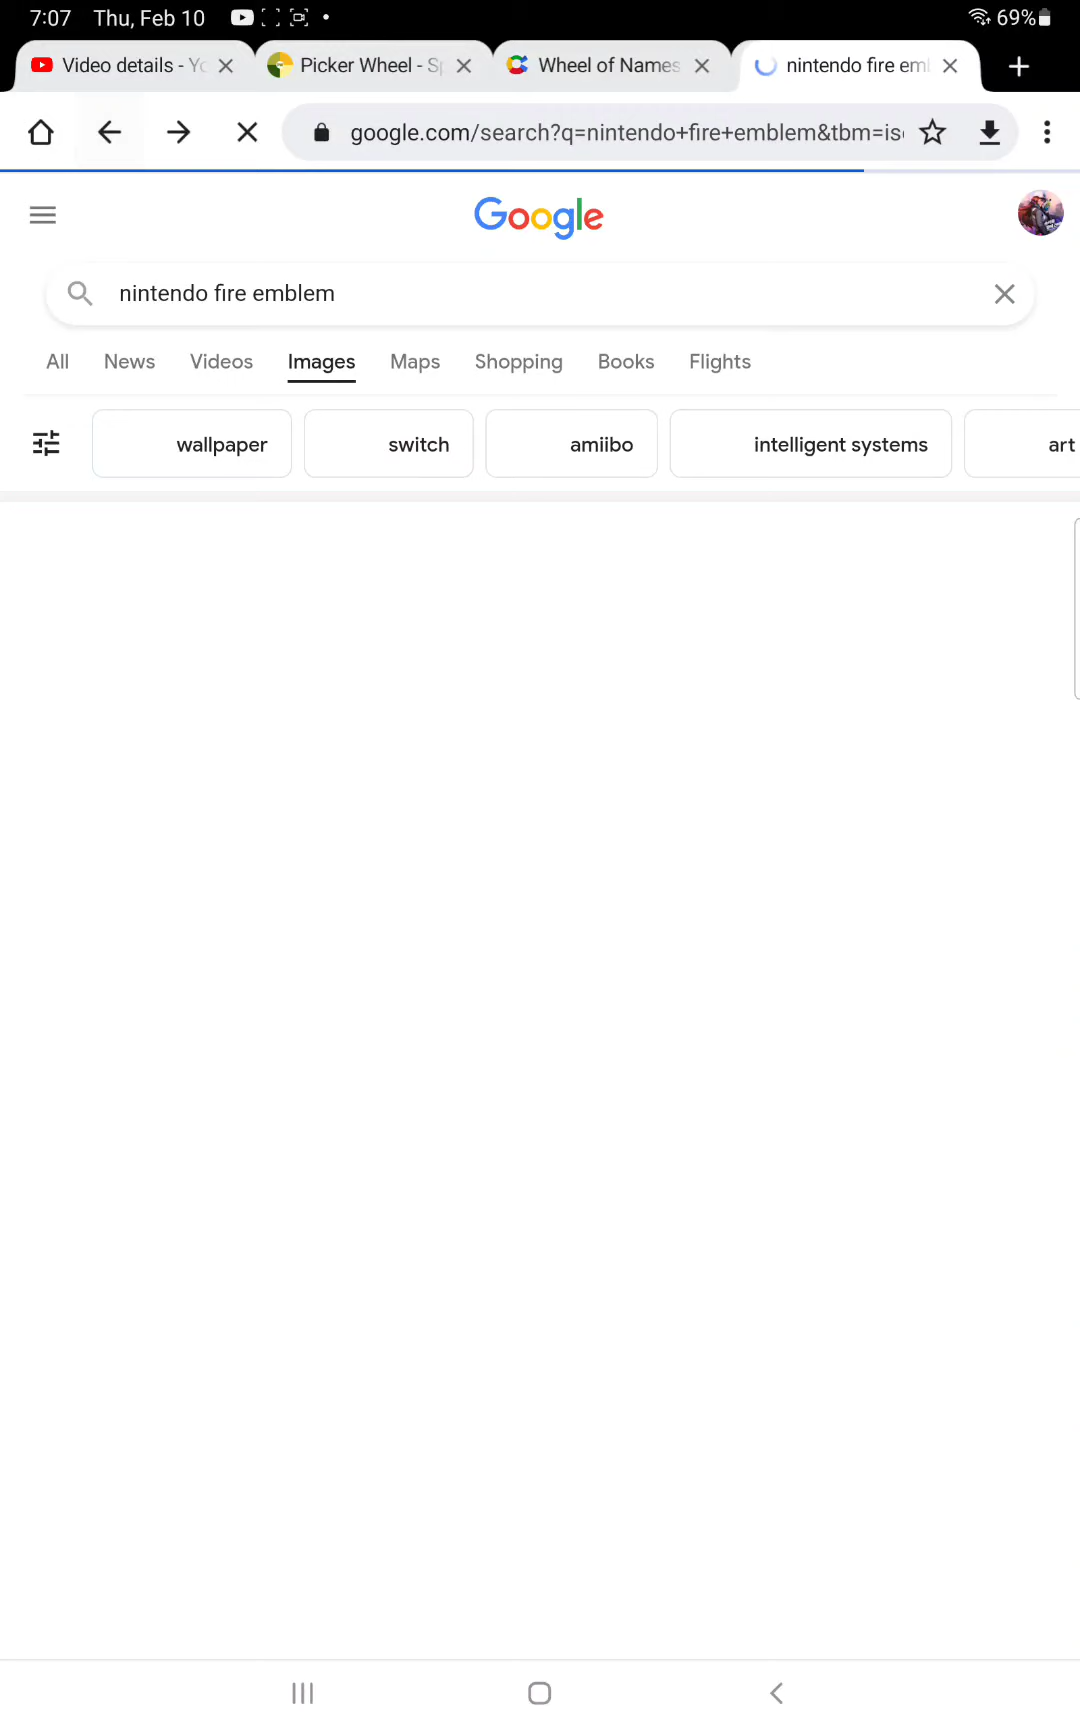 7:07 Thu, Feb 10 69%
Video details - Yo Picker Wheel - Sp Wheel of Names nintendo fire emb
google.com/search?q=nintendo+fire+emblem&tbm=is
Google
nintendo fire emblem
All News Videos Images Maps Shopping Books Flights
wallpaper switch amiibo intelligent systems art